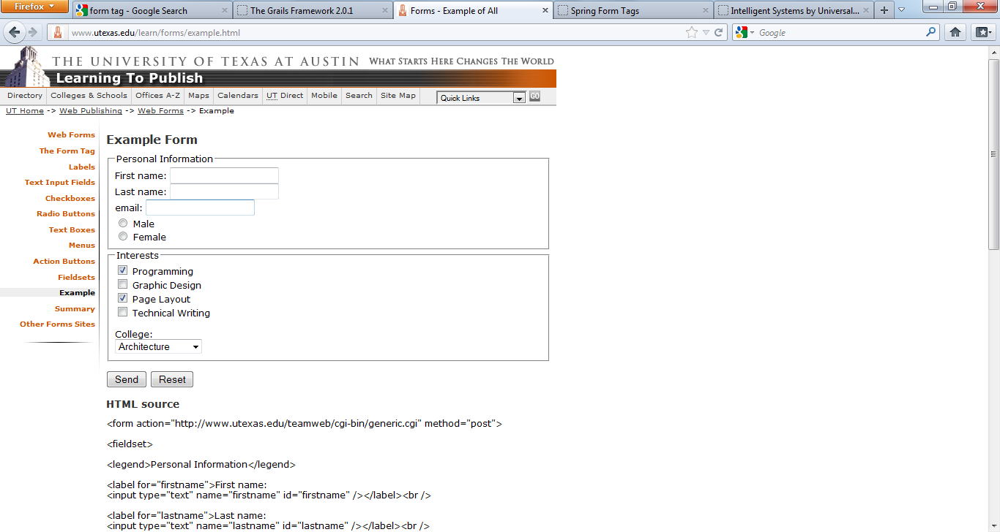 Firefox
form tag - Google Search
The Grails Framework 2.0.1
Forms - Example of All
Spring Form Tags
Intelligent Systems by Universal...
www.utexas.edu/learn/forms/example.html
Google
THE UNIVERSITY OF TEXAS AT AUSTIN WHAT STARTS HERE CHANGES THE WORLD
Learning To Publish
Directory Colleges & Schools Offices A-Z Maps Calendars UT Direct Mobile Search Site Map Quick Links GO
UT Home -> Web Publishing -> Web Forms -> Example
Web Forms
The Form Tag
Labels
Text Input Fields
Checkboxes
Radio Buttons
Text Boxes
Menus
Action Buttons
Fieldsets
Example
Summary
Other Forms Sites
Example Form
Personal Information
First name:
Last name:
email:
Male
Female
Interests
Programming
Graphic Design
Page Layout
Technical Writing
College:
Architecture
Send Reset
HTML source
<form action="http://www.utexas.edu/teamweb/cgi-bin/generic.cgi" method="post">
<fieldset>
<legend>Personal Information</legend>
<label for="firstname">First name:
<input type="text" name="firstname" id="firstname" /></label><br />
<label for="lastname">Last name:
<input type="text" name="lastname" id="lastname" /></label><br />